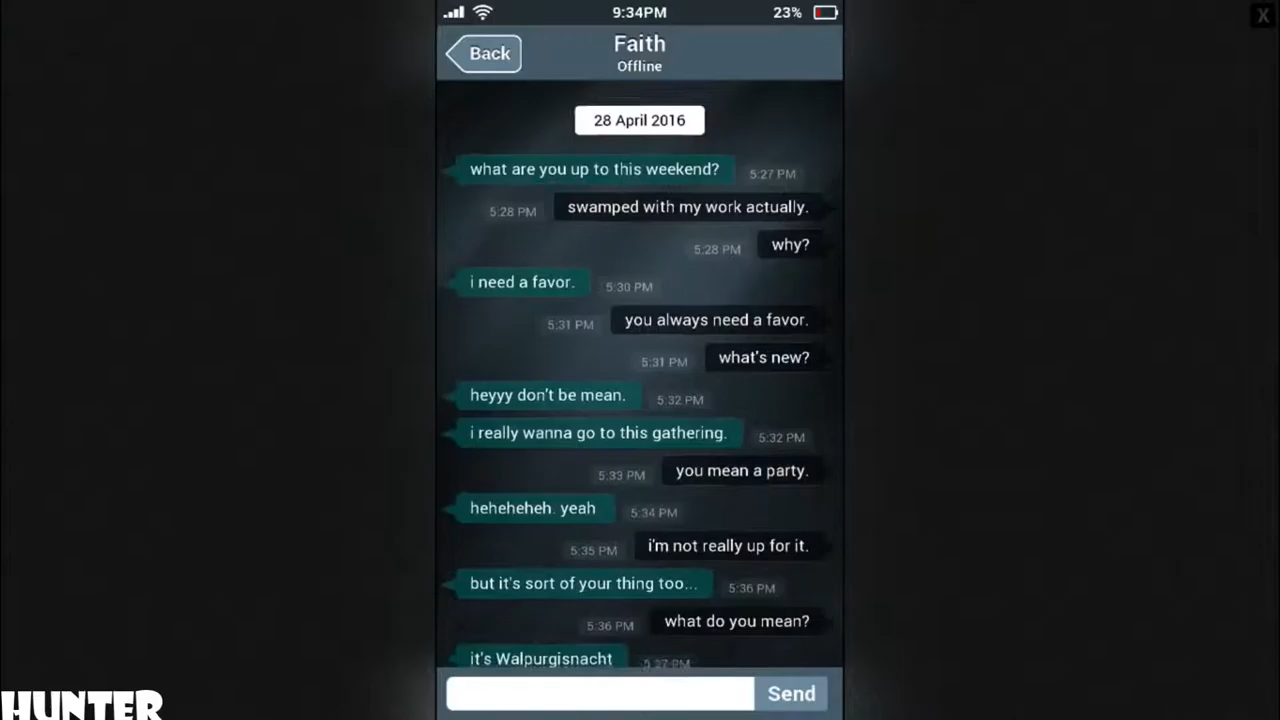 9:34PM
23%
X
Back
Faith
Offline
28 April 2016
what are you up to this weekend? 5:27 PM
5:28 PM swamped with my work actually.
5:28 PM why?
i need a favor. 5:30 PM
5:31 PM you always need a favor.
5:31 PM what's new?
heyyy don't be mean. 5:32 PM
i really wanna go to this gathering. 5:32 PM
5:33 PM you mean a party.
heheheheh. yeah 5:34 PM
5:35 PM i'm not really up for it.
but it's sort of your thing too... 5:36 PM
5:36 PM what do you mean?
it's Walpurgisnacht 5:37 PM
Send
HUNTER